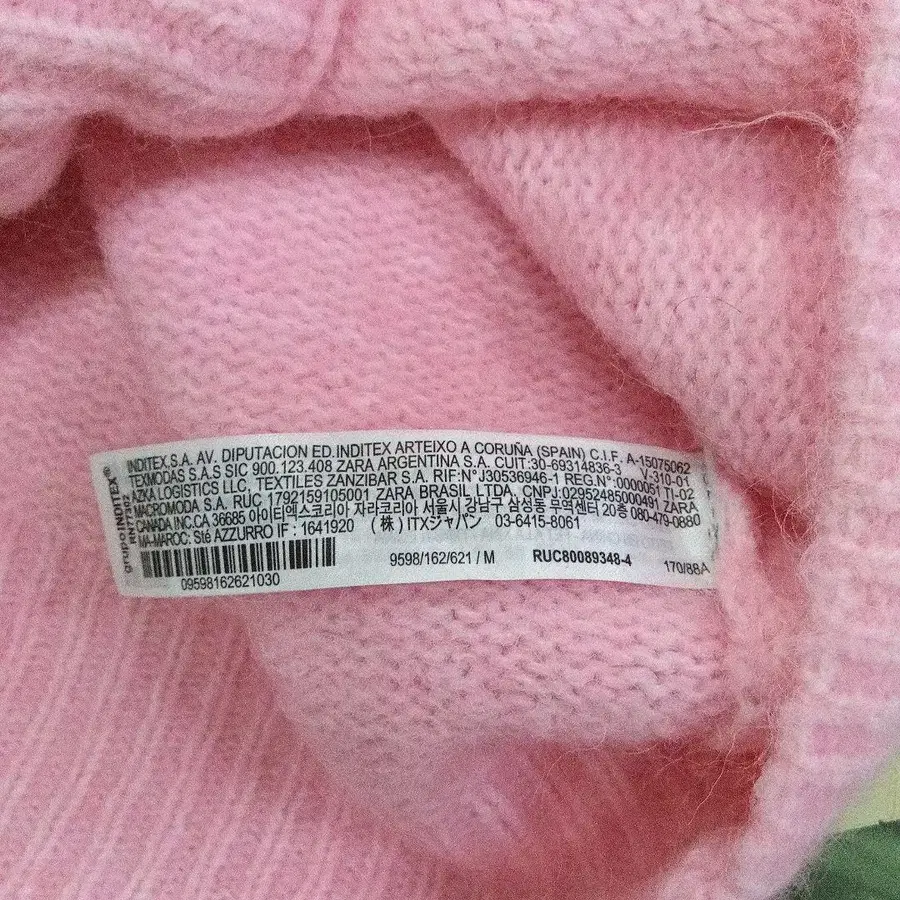 grupo INDITEX®
RN77302
INDITEX,S.A. AV. DIPUTACION ED.INDITEX ARTEIXO A CORUÑA (SPAIN) C.I.F. A-15075062
TEXMODAS S.A.S SIC 900.123.408 ZARA ARGENTINA S.A. CUIT:30-69314836-3 V-310-01
AZKA LOGISTICS LLC, TEXTILES ZANZIBAR S.A. RIF:N° J30536946-1 REG.N°:0000051 TI-02
MACROMODA S.A. RUC 1792159105001 ZARA BRASIL LTDA, CNPJ:02952485000491 ZARA
CANADA INC.CA 36685 아이티엑스코리아 자라코리아 서울시 강남구 삼성동 무역센터 20층 080-479-0880
MA-MAROC: Sté AZZURRO IF : 1641920 (株) ITXジャパン 03-6415-8061
9598/162/621 / M RUC80089348-4 170/88A
09598162621030